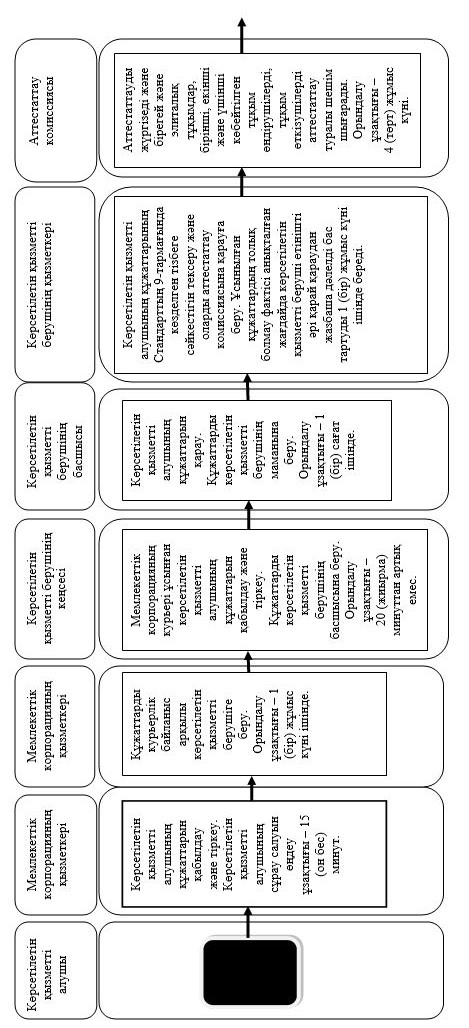 Көрсетілетін
қызметті
алушы
Мемлекеттік
корпорацияның
қызметкері
Көрсетілетін
қызметті
алушының
құжаттарын
қабылдау
және тіркеу.
Көрсетілетін
қызметті
алушының
сұрау салуын
өңдеу
ұзақтығы – 15
(он бес)
минут.
Мемлекеттік
корпорацияның
қызметкері
Құжаттарды
курьерлік
байланыс
арқылы
көрсетілетін
қызметті
берушіге
беру.
Орындалу
ұзақтығы – 1
(бір) жұмыс
күні ішінде.
Көрсетілетін
қызметті берушінің
кеңсесі
Мемлекеттік
корпорацияның
курьері ұсынған
көрсетілетін
қызметті
алушының
құжаттарын
қабылдау және
тіркеу.
Құжаттарды
көрсетілетін
қызметті
берушінің
басшысына беру.
Орындалу
ұзақтығы –
20 (жиырма)
минуттан артық
емес.
Көрсетілетін
қызметті
берушінің
басшысы
Көрсетілетін
қызметті
алушының
құжаттарын
қарау.
Құжаттарды
көрсетілетін
қызметті
берушінің
маманына
беру.
Орындалу
ұзақтығы – 1
(бір) сағат
ішінде.
Көрсетілетін қызметті
берушінің қызметкері
Көрсетілетін қызметті
алушының құжаттарының
Стандарттың 9-тармағында
көзделген тізбеге
сәйкестігін тексеру және
оларды аттестаттау
комиссиясына қарауға
беру. Ұсынылған
құжаттардың толық
болмау фактісі анықталған
жағдайда көрсетілетін
қызметті беруші өтінішті
әрі қарай қараудан
жазбаша дәлелді бас
тартуды 1 (бір) жұмыс күні
ішінде береді.
Аттестаттау
комиссиясы
Аттестаттауды
жүргізеді және
бірегей және
элиталық
тұқымдар,
бірінші, екінші
және үшінші
көбейтілген
тұқым
өндірушілерді,
тұқым
өткізушілерді
аттестаттау
туралы шешім
шығарады.
Орындалу
ұзақтығы –
4 (төрт) жұмыс
күні.